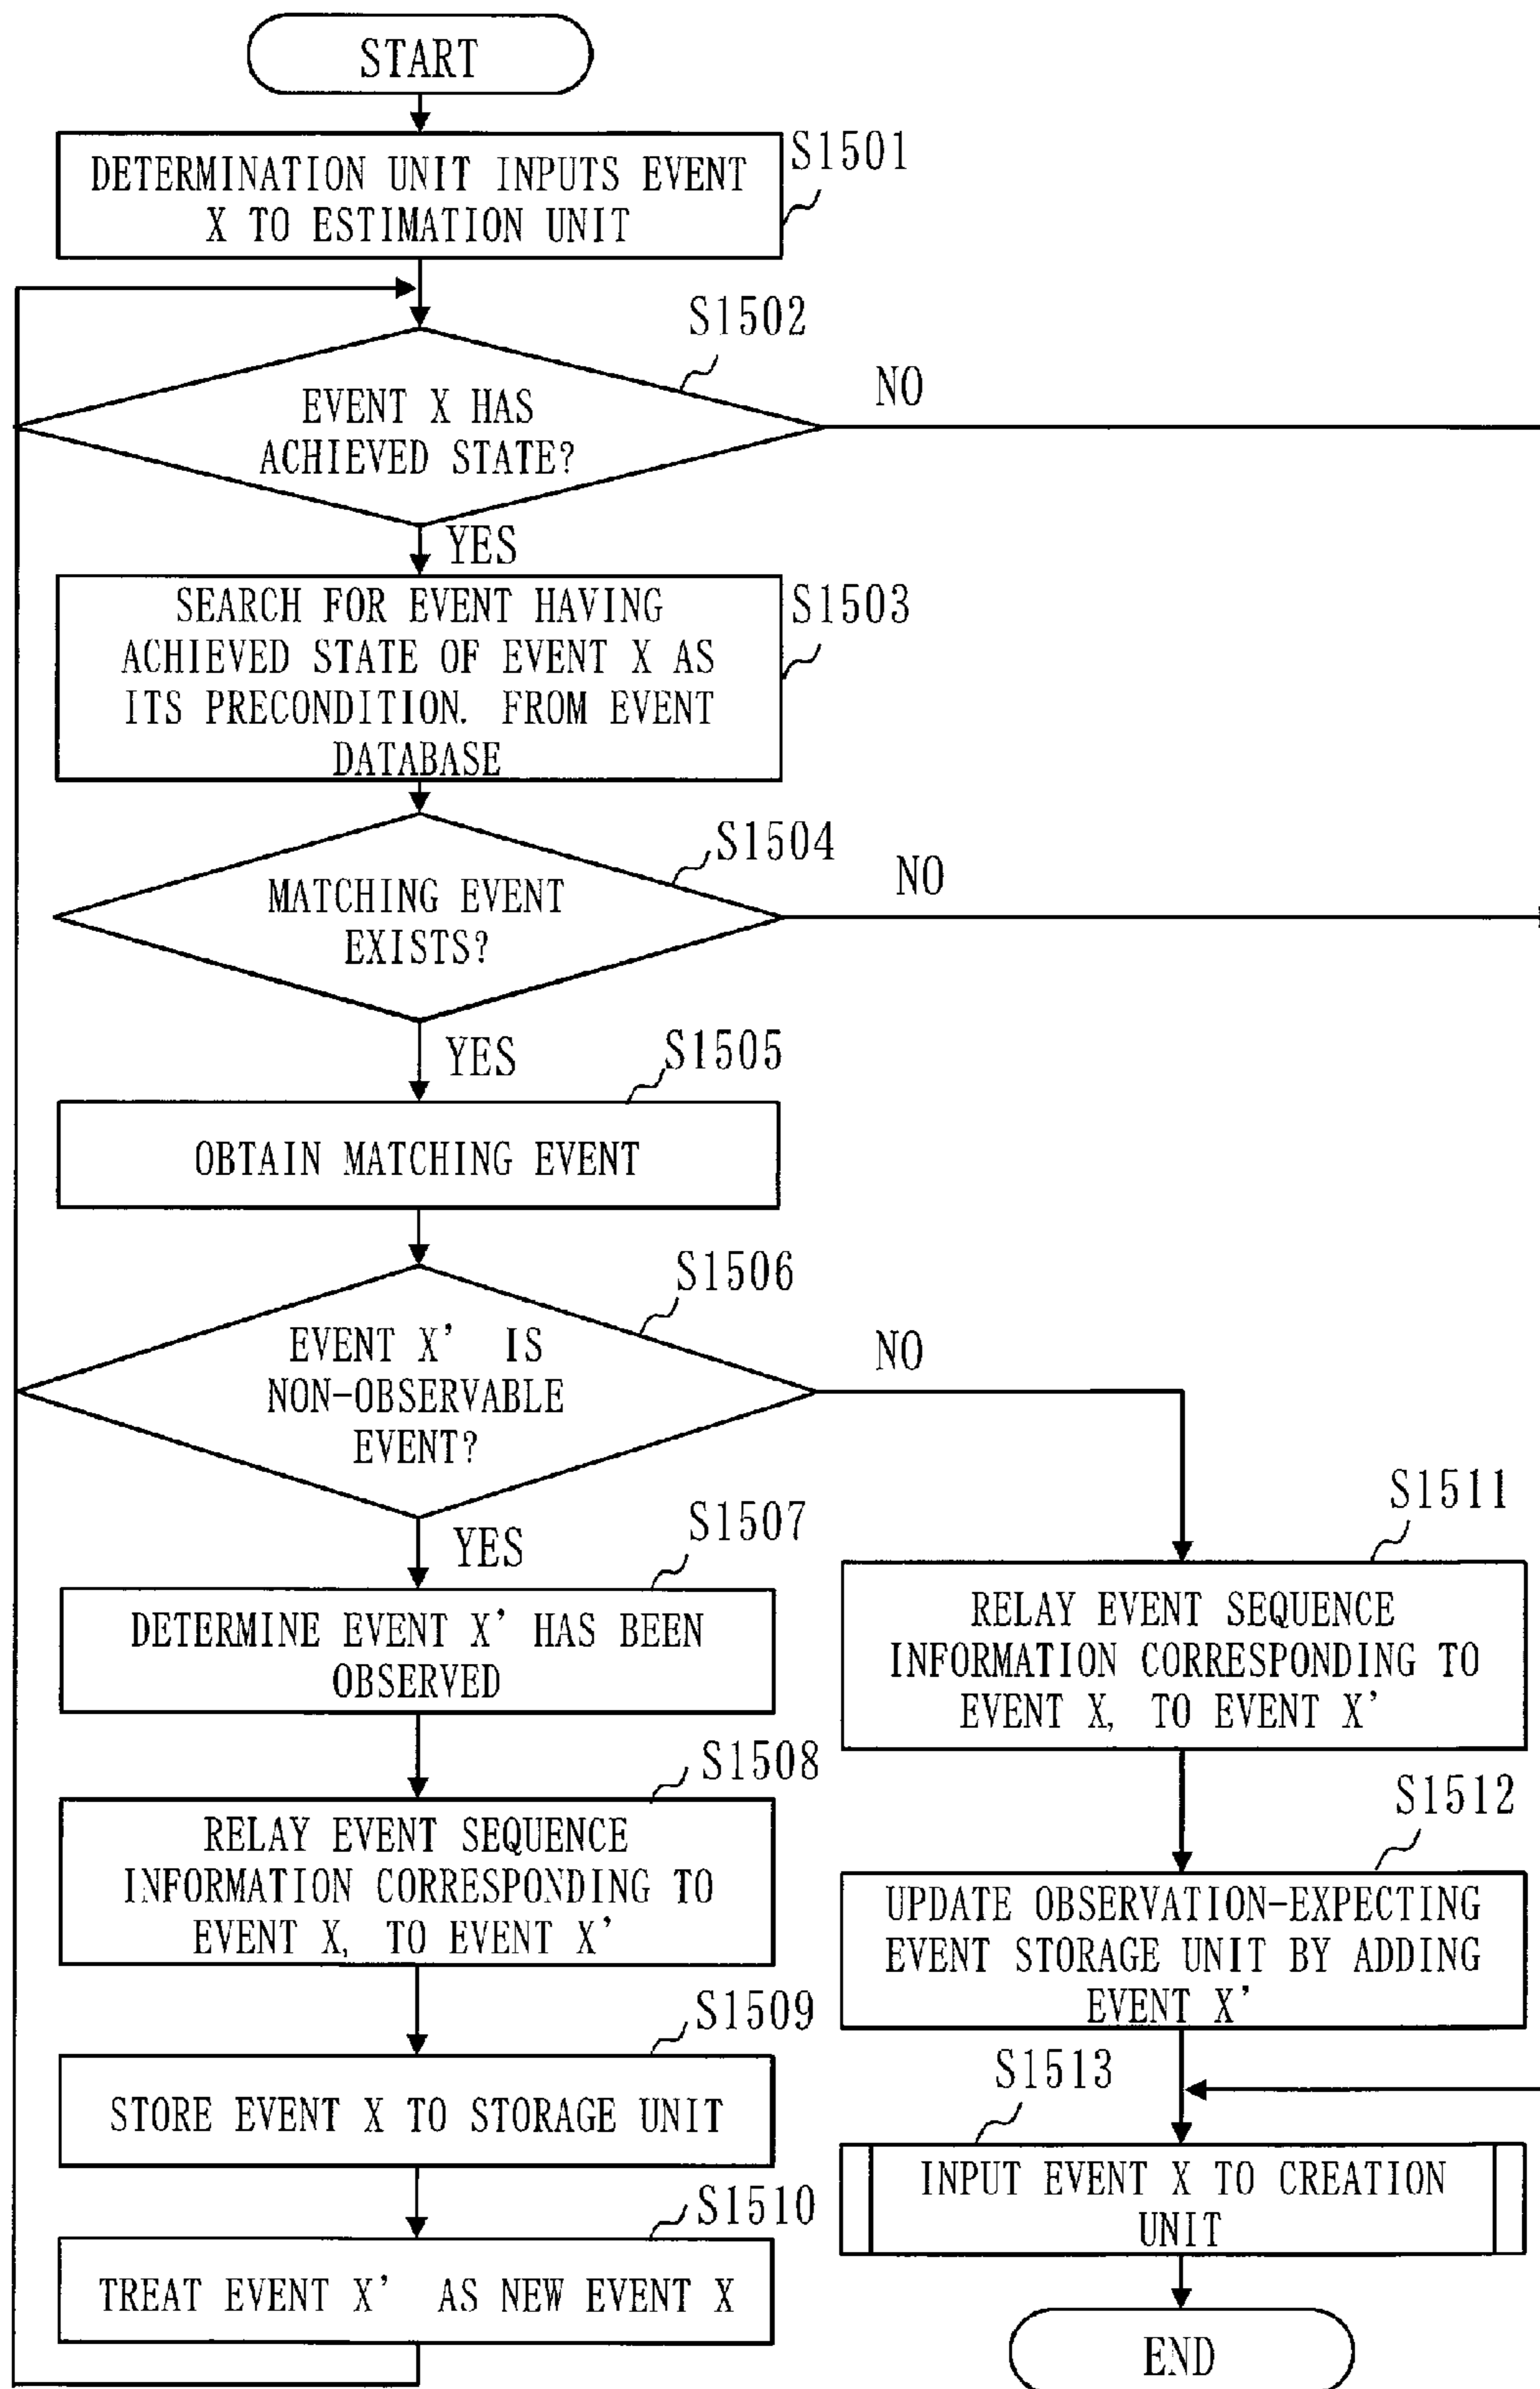 START
S1501
DETERMINATION UNIT INPUTS EVENT
X TO ESTIMATION UNIT
S1502
EVENT X HAS
ACHIEVED STATE?
NO
YES
S1503
SEARCH FOR EVENT HAVING
ACHIEVED STATE OF EVENT X AS
ITS PRECONDITION. FROM EVENT
DATABASE
S1504
MATCHING EVENT
EXISTS?
NO
YES
S1505
OBTAIN MATCHING EVENT
S1506
EVENT X' IS
NON-OBSERVABLE
EVENT?
NO
YES
S1507
DETERMINE EVENT X' HAS BEEN
OBSERVED
S1508
RELAY EVENT SEQUENCE
INFORMATION CORRESPONDING TO
EVENT X, TO EVENT X'
S1509
STORE EVENT X TO STORAGE UNIT
S1510
TREAT EVENT X' AS NEW EVENT X
S1511
RELAY EVENT SEQUENCE
INFORMATION CORRESPONDING TO
EVENT X, TO EVENT X'
S1512
UPDATE OBSERVATION-EXPECTING
EVENT STORAGE UNIT BY ADDING
EVENT X'
S1513
INPUT EVENT X TO CREATION
UNIT
END